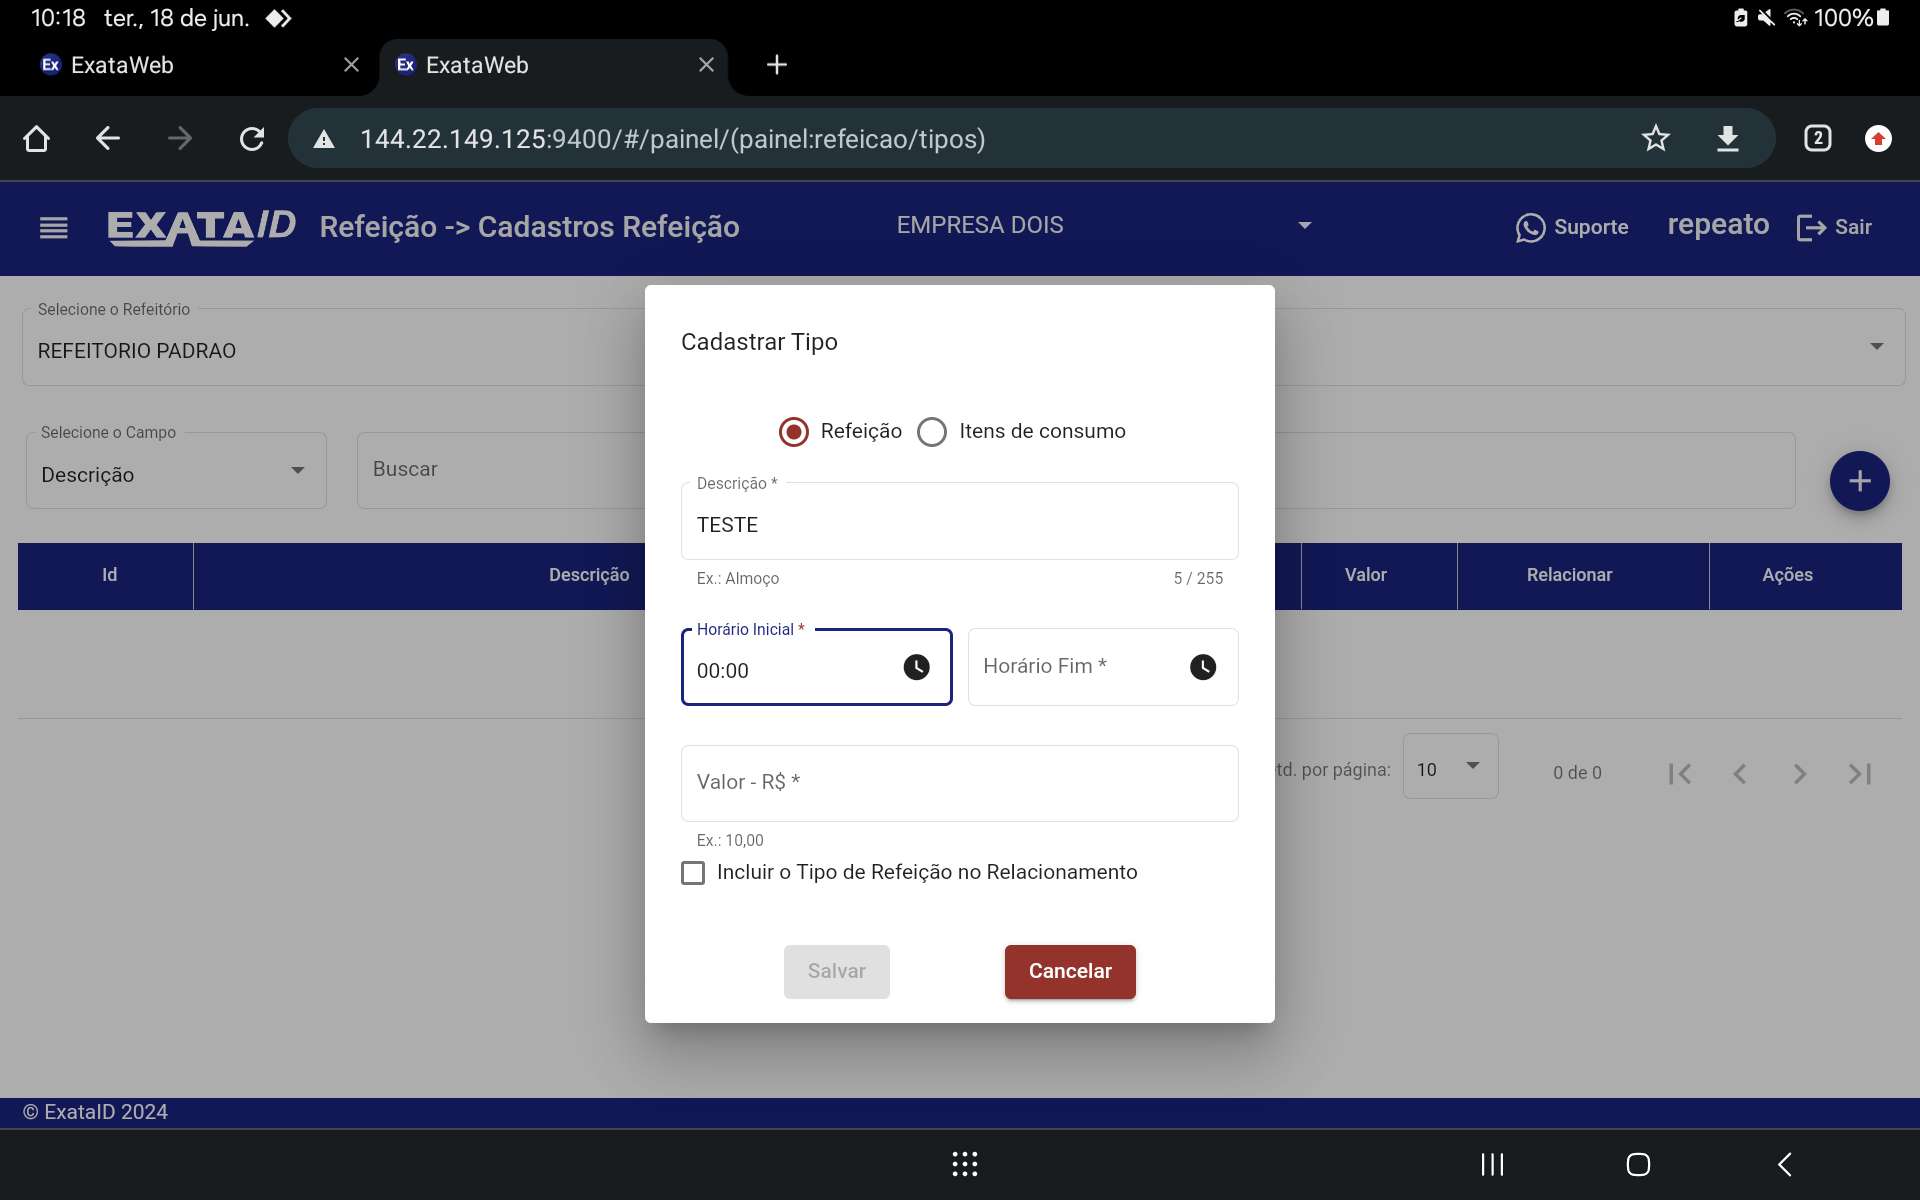 10:18 ter., 18 de jun. 100%
Ex ExataWeb Ex ExataWeb
144.22.149.125:9400/#/painel/(painel:refeicao/tipos) 2
EXATAID Refeição -> Cadastros Refeição EMPRESA DOIS Suporte repeato Sair
Selecione o Refeitório
REFEITORIO PADRAO
Selecione o Campo
Descrição
Buscar
Id Descrição Valor Relacionar Ações
td. por página: 10 0 de 0
Cadastrar Tipo
Refeição Itens de consumo
Descrição *
TESTE
Ex.: Almoço 5 / 255
Horário Inicial *
00:00
Horário Fim *
Valor - R$ *
Ex.: 10,00
Incluir o Tipo de Refeição no Relacionamento
Salvar Cancelar
© ExataID 2024